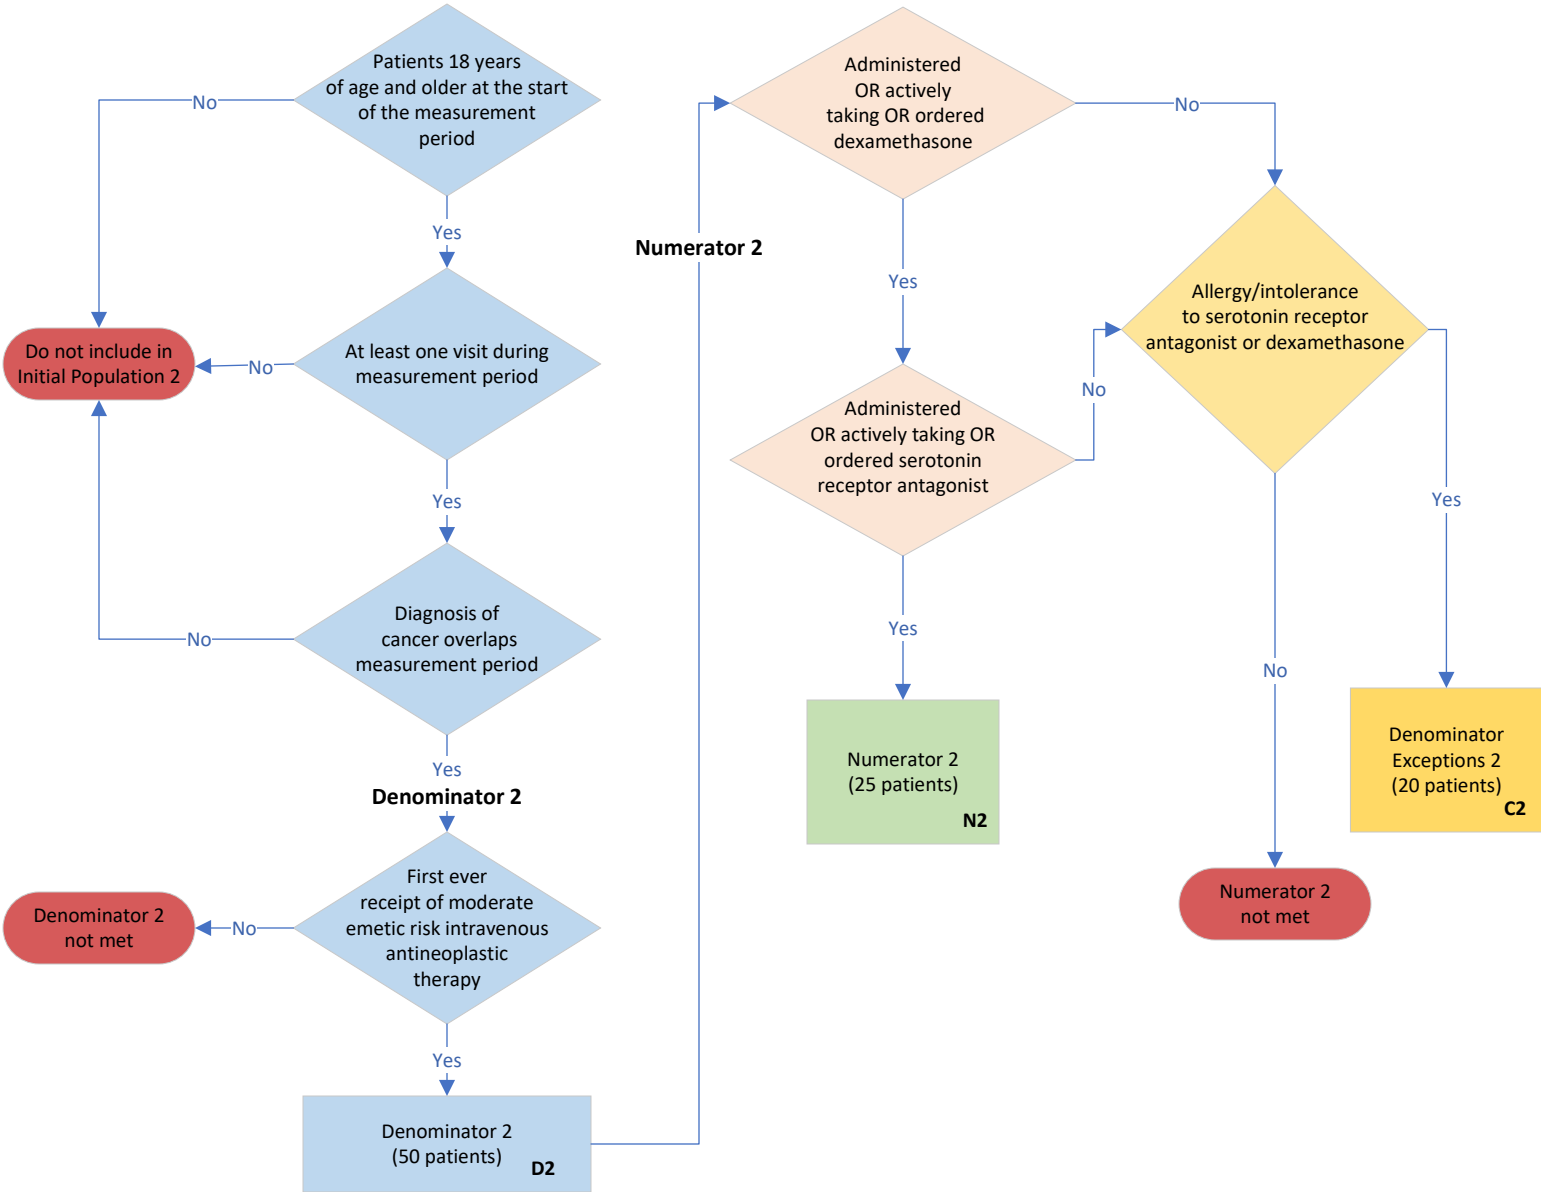 Patients 18 years
of age and older at the start
of the measurement
period
No
Yes
At least one visit during
measurement period
No
Do not include in
Initial Population 2
Yes
Diagnosis of
cancer overlaps
measurement period
No
Yes
Denominator 2
First ever
receipt of moderate
emetic risk intravenous
antineoplastic
therapy
No
Denominator 2
not met
Yes
Denominator 2
(50 patients)
D2
Numerator 2
Administered
OR actively
taking OR ordered
dexamethasone
No
Yes
Administered
OR actively taking OR
ordered serotonin
receptor antagonist
No
Yes
Numerator 2
(25 patients)
N2
Allergy/intolerance
to serotonin receptor
antagonist or dexamethasone
Yes
No
Denominator
Exceptions 2
(20 patients)
C2
Numerator 2
not met